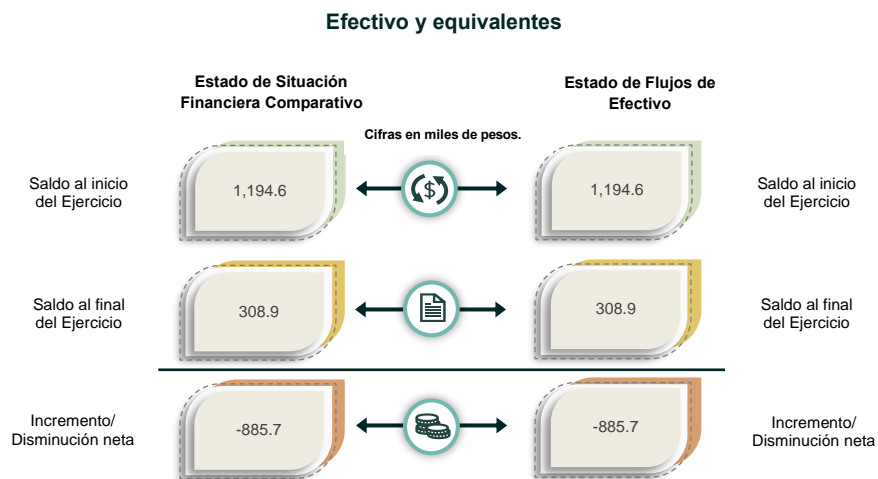 Efectivo y equivalentes
Estado de Situación
Financiera Comparativo
Estado de Flujos de
Efectivo
Cifras en miles de pesos.
Saldo al inicio
del Ejercicio
1,194.6
$
1,194.6
Saldo al inicio
del Ejercicio
Saldo al final
del Ejercicio
308.9
308.9
Saldo al final
del Ejercicio
Incremento/
Disminución neta
-885.7
-885.7
Incremento/
Disminución neta